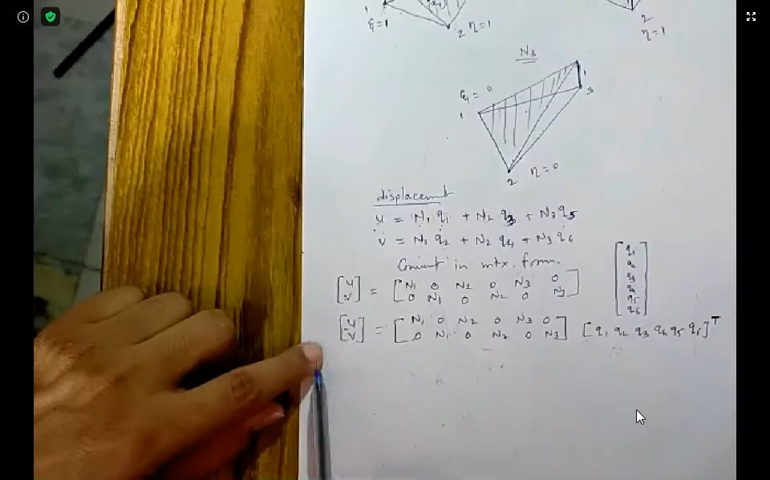 1
ξ = 1
2 η = 1
2
η = 1
N3
ξ = 0
1
1
3
2 η = 0
displacement
u = N1 q1 + N2 q3 + N3 q5
v = N1 q2 + N2 q4 + N3 q6
Convert in mtx. form
[u v] = [N1 0 N2 0 N3 0
0 N1 0 N2 0 N3]
[q1
q2
q3
q4
q5
q6]
[u v] = [N1 0 N2 0 N3 0
0 N1 0 N2 0 N3] [q1 q2 q3 q4 q5 q6]T